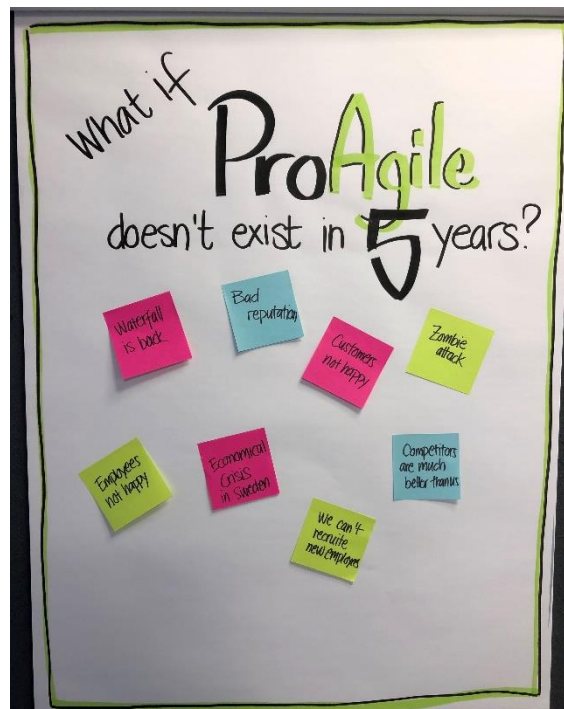 What if
ProAgile
doesn't exist in 5 years?
Waterfall
is back
Bad
reputation
Customers
not happy
Zombie
attack
Employees
not happy
Economical
Crisis
in Sweden
Competitors
are much
better than us
We can't
recruite
new employees